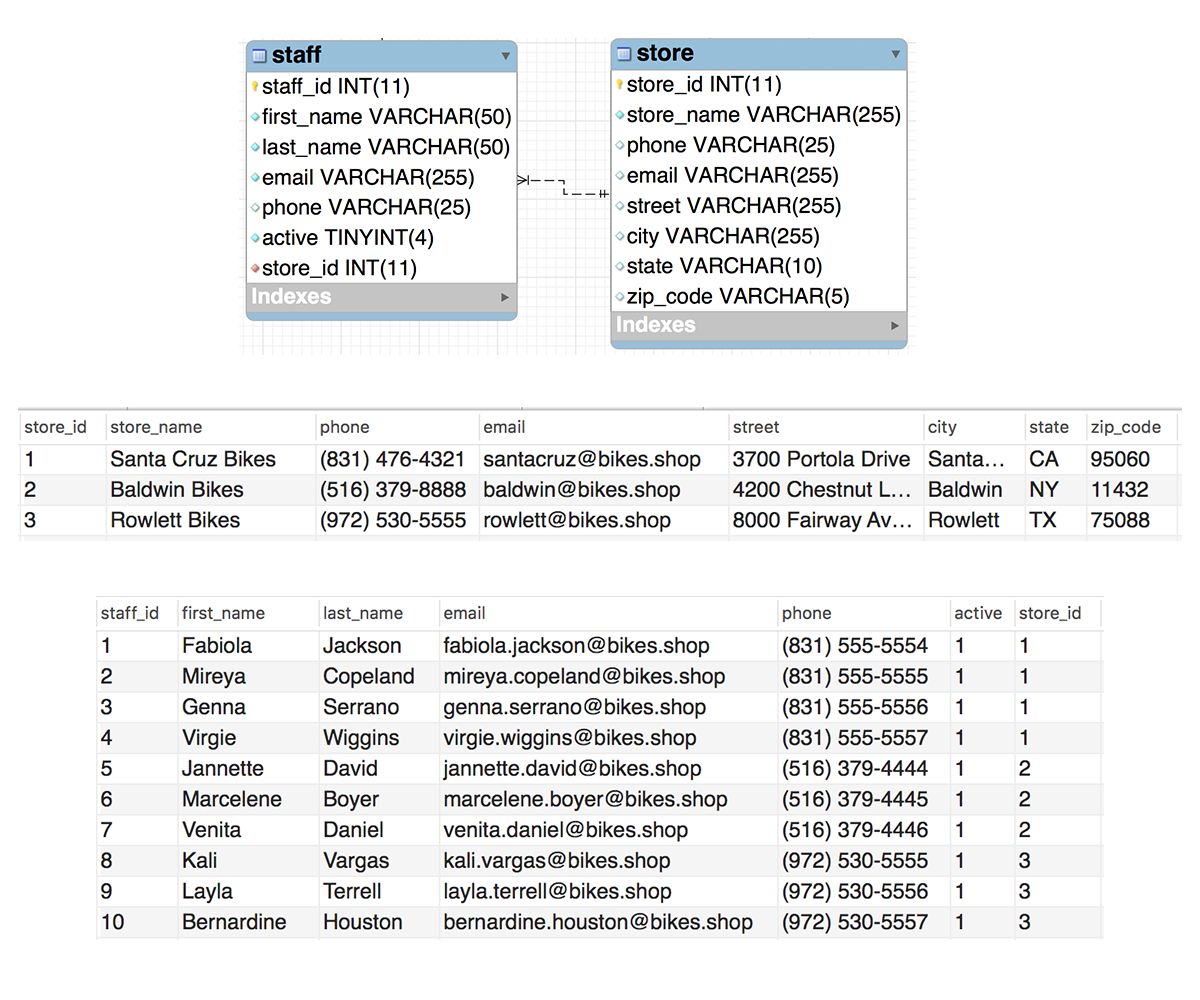 staff
staff_id INT(11)
first_name VARCHAR(50)
last_name VARCHAR(50)
email VARCHAR(255)
phone VARCHAR(25)
active TINYINT(4)
store_id INT(11)
Indexes
store
store_id INT(11)
store_name VARCHAR(255)
phone VARCHAR(25)
email VARCHAR(255)
street VARCHAR(255)
city VARCHAR(255)
state VARCHAR(10)
zip_code VARCHAR(5)
Indexes
store_id store_name phone email street city state zip_code
1 Santa Cruz Bikes (831) 476-4321 santacruz@bikes.shop 3700 Portola Drive Santa... CA 95060
2 Baldwin Bikes (516) 379-8888 baldwin@bikes.shop 4200 Chestnut L... Baldwin NY 11432
3 Rowlett Bikes (972) 530-5555 rowlett@bikes.shop 8000 Fairway Av... Rowlett TX 75088
staff_id first_name last_name email phone active store_id
1 Fabiola Jackson fabiola.jackson@bikes.shop (831) 555-5554 1 1
2 Mireya Copeland mireya.copeland@bikes.shop (831) 555-5555 1 1
3 Genna Serrano genna.serrano@bikes.shop (831) 555-5556 1 1
4 Virgie Wiggins virgie.wiggins@bikes.shop (831) 555-5557 1 1
5 Jannette David jannette.david@bikes.shop (516) 379-4444 1 2
6 Marcelene Boyer marcelene.boyer@bikes.shop (516) 379-4445 1 2
7 Venita Daniel venita.daniel@bikes.shop (516) 379-4446 1 2
8 Kali Vargas kali.vargas@bikes.shop (972) 530-5555 1 3
9 Layla Terrell layla.terrell@bikes.shop (972) 530-5556 1 3
10 Bernardine Houston bernardine.houston@bikes.shop (972) 530-5557 1 3